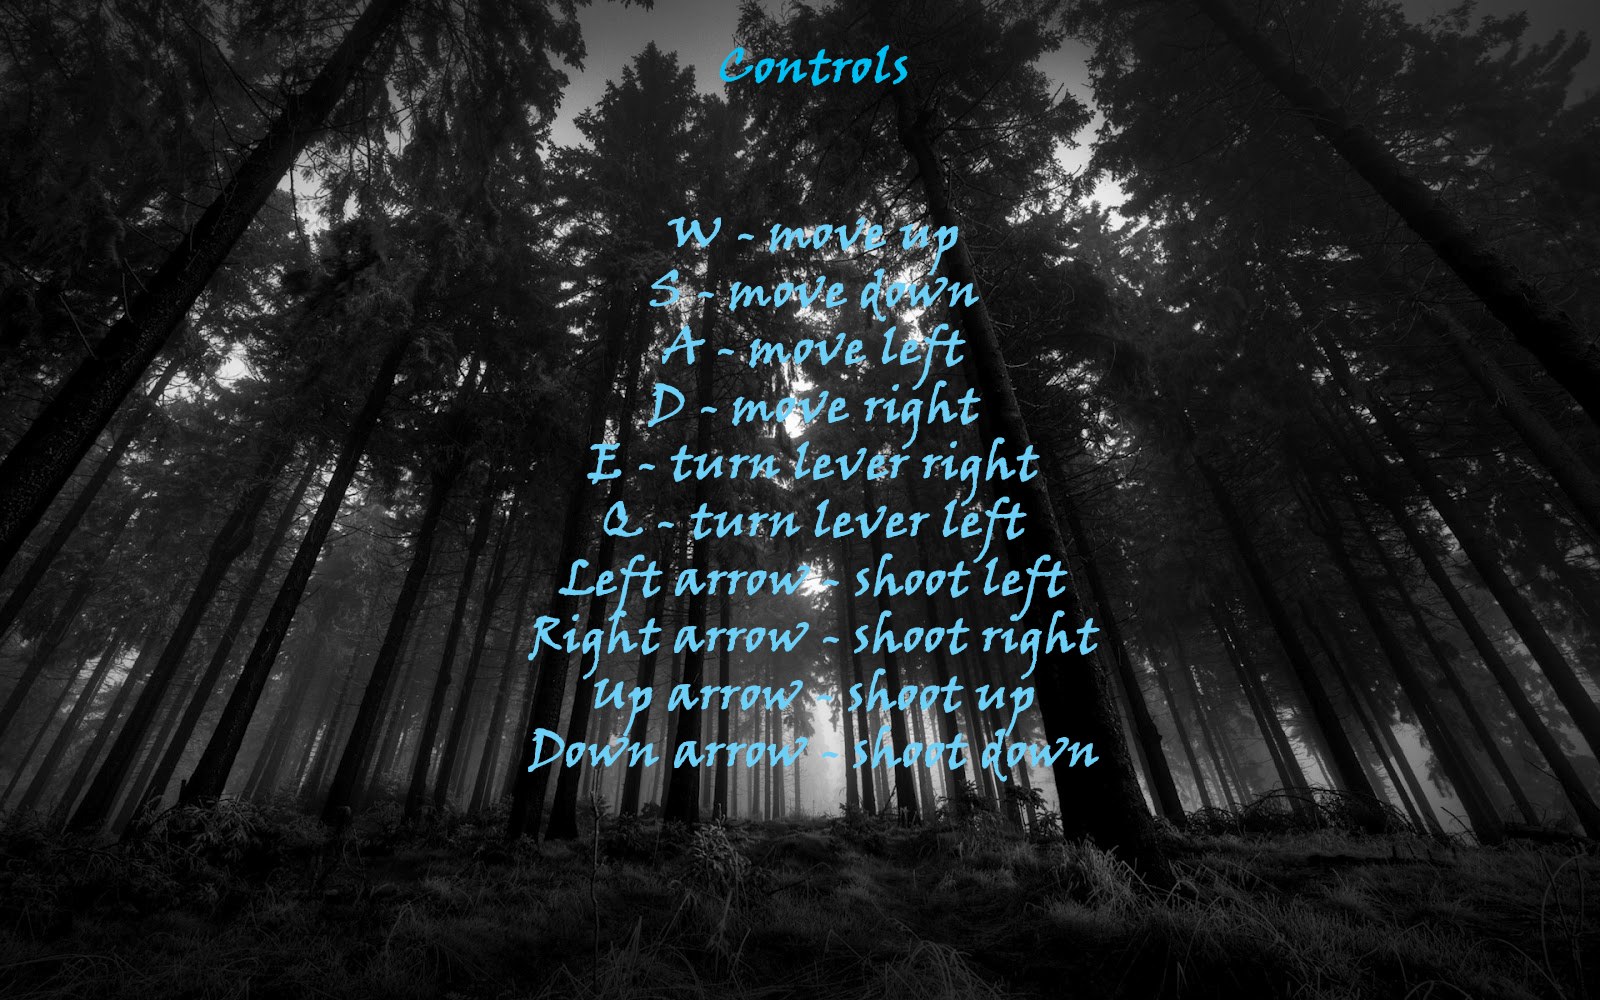 Controls
W - move up
S - move down
A - move left
D - move right
E - turn lever right
Q - turn lever left
Left arrow - shoot left
Right arrow - shoot right
Up arrow - shoot up
Down arrow - shoot down